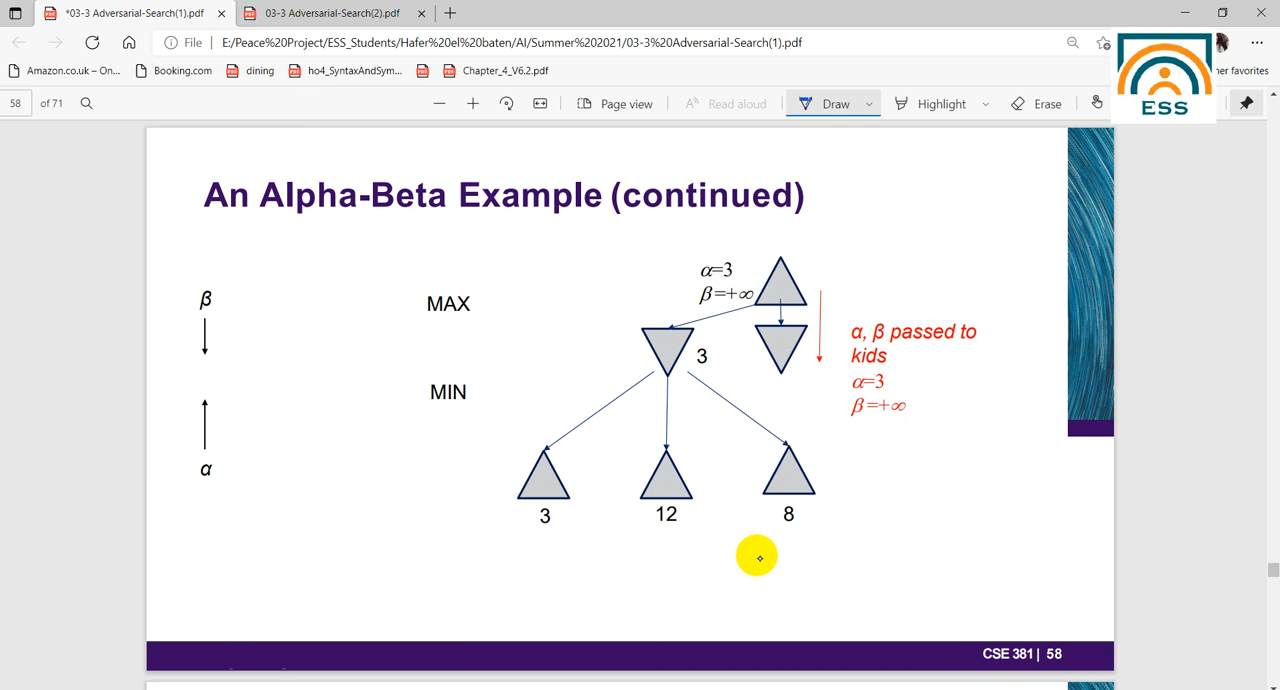 *03-3 Adversarial-Search(1).pdf
03-3 Adversarial-Search(2).pdf
File
E:/Peace%20Project/ESS_Students/Hafer%20el%20baten/AI/Summer%202021/03-3%20Adversarial-Search(1).pdf
Amazon.co.uk – On...
Booking.com
dining
ho4_SyntaxAndSym...
Chapter_4_V6.2.pdf
her favorites
ESS
58 of 71
Page view
Read aloud
Draw
Highlight
Erase
An Alpha-Beta Example (continued)
α=3
β=+∞
β
MAX
α, β passed to
kids
3
α=3
MIN
β=+∞
α
3
12
8
CSE 381 | 58